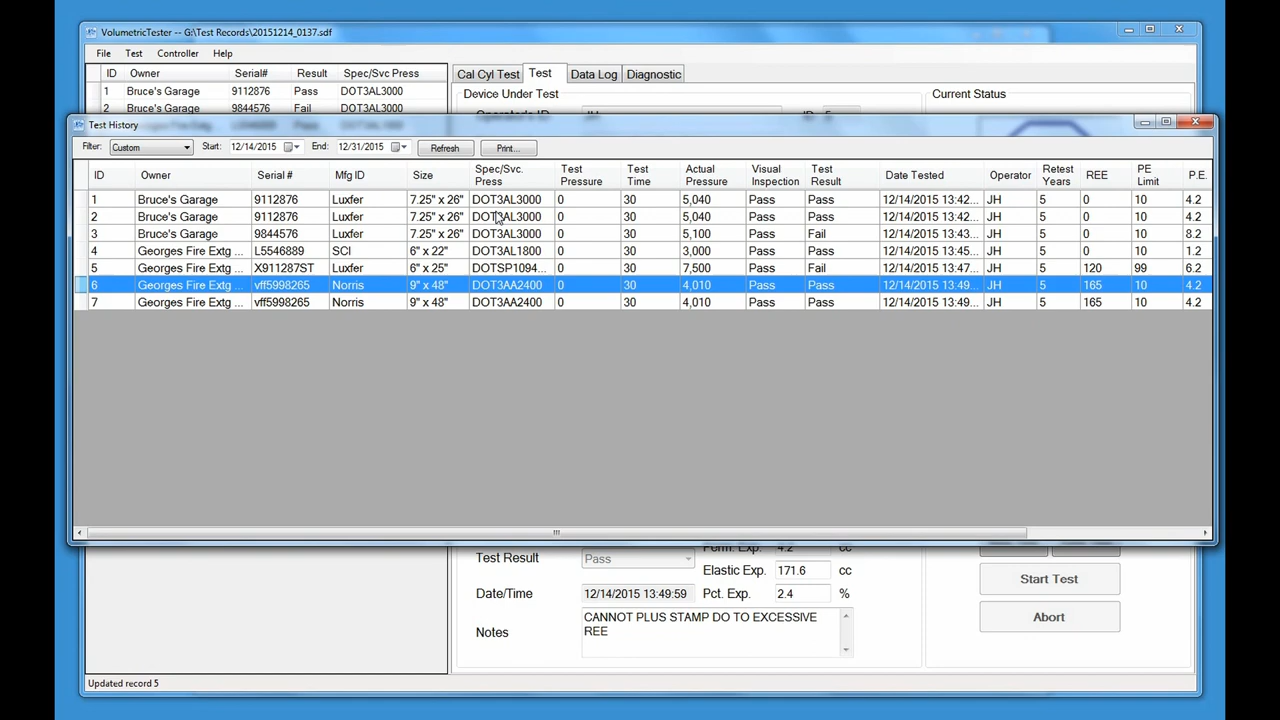 VolumetricTester -- G:\Test Records\20151214_0137.sdf
File Test Controller Help
ID Owner Serial# Result Spec/Svc Press
1 Bruce's Garage 9112876 Pass DOT3AL3000
2 Bruce's Garage 9844576 Fail DOT3AL3000
Cal Cyl Test Test Data Log Diagnostic
Device Under Test Current Status
Test History
Filter: Custom Start: 12/14/2015 End: 12/31/2015 Refresh Print...
ID Owner Serial # Mfg ID Size Spec/Svc. Press Test Pressure Test Time Actual Pressure Visual Inspection Test Result Date Tested Operator Retest Years REE PE Limit P.E.
1 Bruce's Garage 9112876 Luxfer 7.25" x 26" DOT3AL3000 0 30 5,040 Pass Pass 12/14/2015 13:42... JH 5 0 10 4.2
2 Bruce's Garage 9112876 Luxfer 7.25" x 26" DOT3AL3000 0 30 5,040 Pass Pass 12/14/2015 13:42... JH 5 0 10 4.2
3 Bruce's Garage 9844576 Luxfer 7.25" x 26" DOT3AL3000 0 30 5,100 Pass Fail 12/14/2015 13:42... JH 5 0 10 8.2
4 Georges Fire Extg ... L5546889 SCI 6" x 22" DOT3AL1800 0 30 3,000 Pass Pass 12/14/2015 13:45... JH 5 0 10 1.2
5 Georges Fire Extg ... X911287ST Luxfer 6" x 25" DOTSP1094... 0 30 7,500 Pass Fail 12/14/2015 13:47... JH 5 120 99 6.2
6 Georges Fire Extg ... vff5998265 Norris 9" x 48" DOT3AA2400 0 30 4,010 Pass Pass 12/14/2015 13:49... JH 5 165 10 4.2
7 Georges Fire Extg ... vff5998265 Norris 9" x 48" DOT3AA2400 0 30 4,010 Pass Pass 12/14/2015 13:49... JH 5 165 10 4.2
Perm. Exp. 4.2 cc
Test Result Pass
Elastic Exp. 171.6 cc
Date/Time 12/14/2015 13:49:59 Pct. Exp. 2.4 %
Notes CANNOT PLUS STAMP DO TO EXCESSIVE
REE
Start Test
Abort
Updated record 5